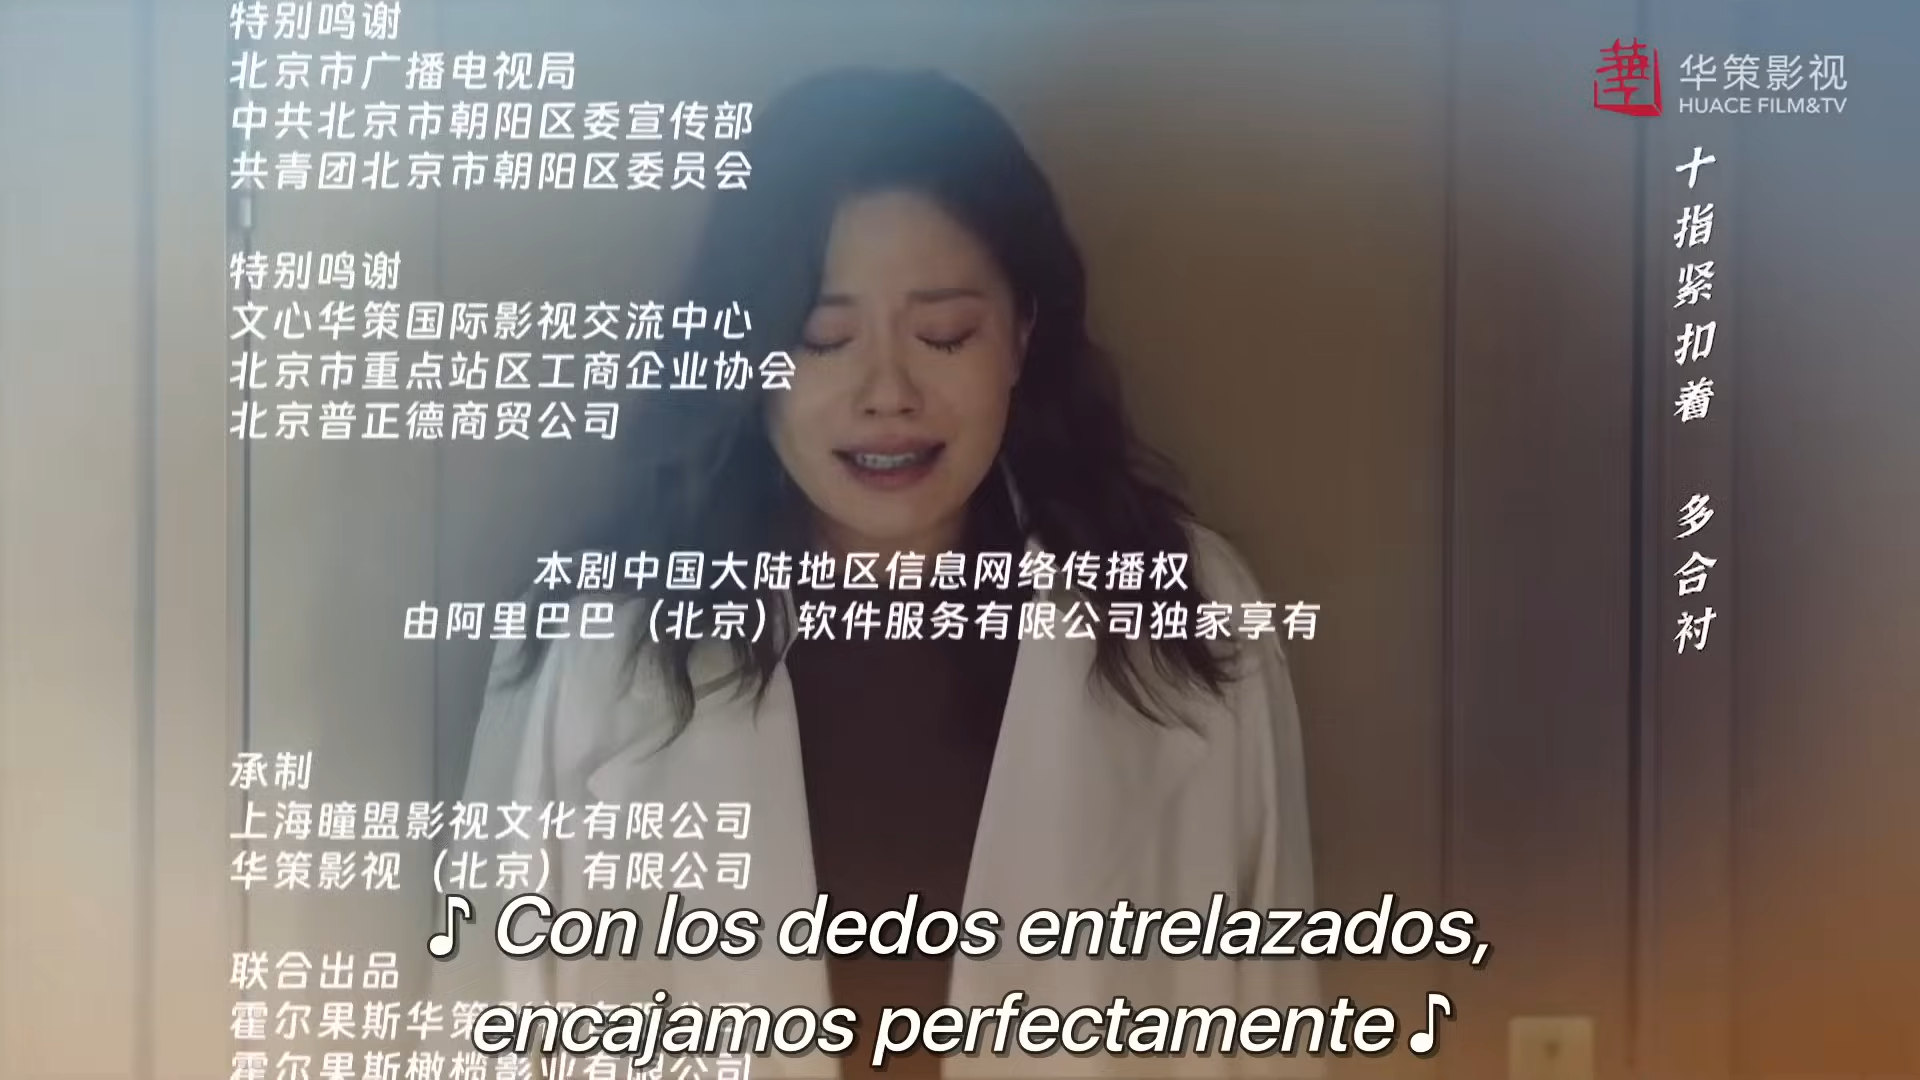 特别鸣谢
北京市广播电视局
中共北京市朝阳区委宣传部
共青团北京市朝阳区委员会
特别鸣谢
文心华策国际影视交流中心
北京市重点站区工商企业协会
北京普正德商贸公司
本剧中国大陆地区信息网络传播权
由阿里巴巴（北京）软件服务有限公司独家享有
承制
上海瞳盟影视文化有限公司
华策影视（北京）有限公司
联合出品
霍尔果斯华策影视有限公司
霍尔果斯橄榄影业有限公司
华策影视
HUACE FILM&TV
十指紧扣着 多合衬
♪ Con los dedos entrelazados,
encajamos perfectamente ♪